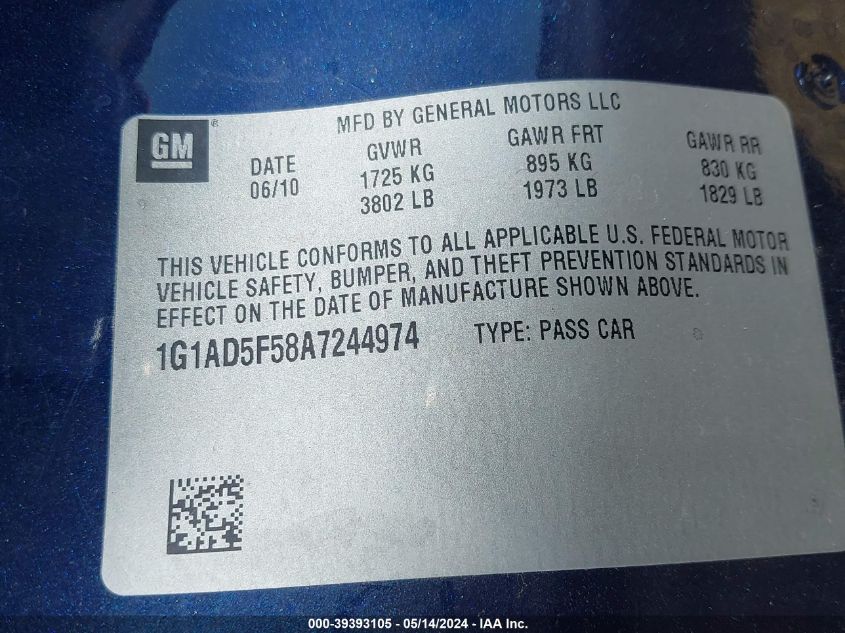 MFD BY GENERAL MOTORS LLC
GM ®
DATE GVWR GAWR FRT GAWR RR
06/10 1725 KG 895 KG 830 KG
3802 LB 1973 LB 1829 LB
THIS VEHICLE CONFORMS TO ALL APPLICABLE U.S. FEDERAL MOTOR
VEHICLE SAFETY, BUMPER, AND THEFT PREVENTION STANDARDS IN
EFFECT ON THE DATE OF MANUFACTURE SHOWN ABOVE.
1G1AD5F58A7244974 TYPE: PASS CAR
000-39393105 - 05/14/2024 - IAA Inc.